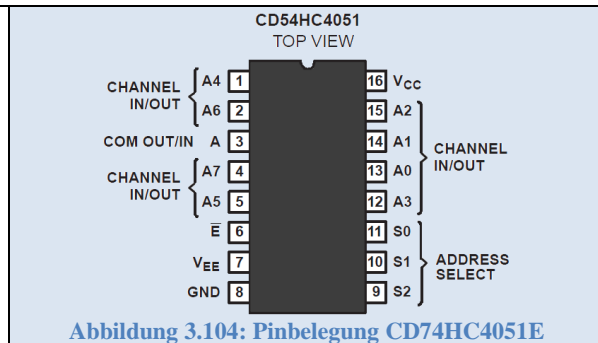 CD54HC4051
TOP VIEW
CHANNEL
IN/OUT
A4 1
A6 2
COM OUT/IN A 3
CHANNEL
IN/OUT
A7 4
A5 5
E̅ 6
VEE 7
GND 8
16 VCC
15 A2
14 A1
13 A0
12 A3
CHANNEL
IN/OUT
11 S0
10 S1
9 S2
ADDRESS
SELECT
Abbildung 3.104: Pinbelegung CD74HC4051E